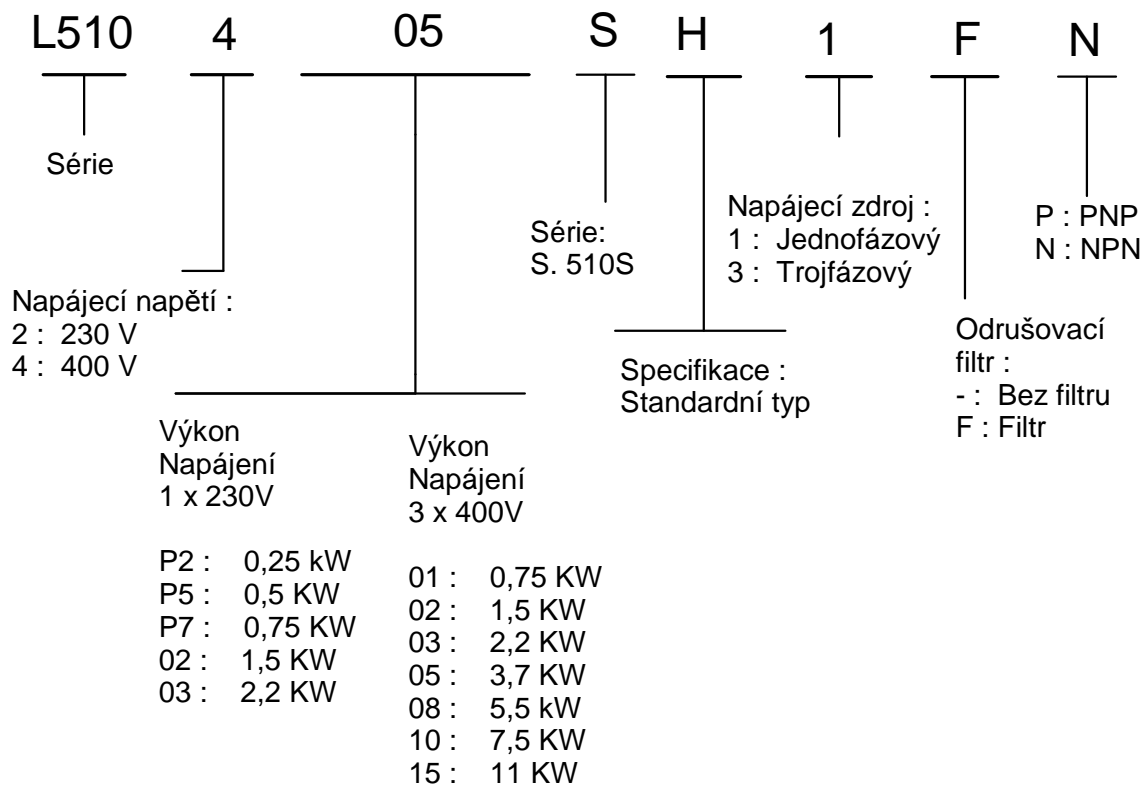 L510 4 05 S H 1 F N
Série
Napájecí napětí :
2 : 230 V
4 : 400 V
Výkon
Napájení
1 x 230V
P2 : 0,25 kW
P5 : 0,5 KW
P7 : 0,75 KW
02 : 1,5 KW
03 : 2,2 KW
Výkon
Napájení
3 x 400V
01 : 0,75 KW
02 : 1,5 KW
03 : 2,2 KW
05 : 3,7 KW
08 : 5,5 kW
10 : 7,5 KW
15 : 11 KW
Série:
S. 510S
Specifikace :
Standardní typ
Napájecí zdroj :
1 : Jednofázový
3 : Trojfázový
Odrušovací
filtr :
- : Bez filtru
F : Filtr
P : PNP
N : NPN